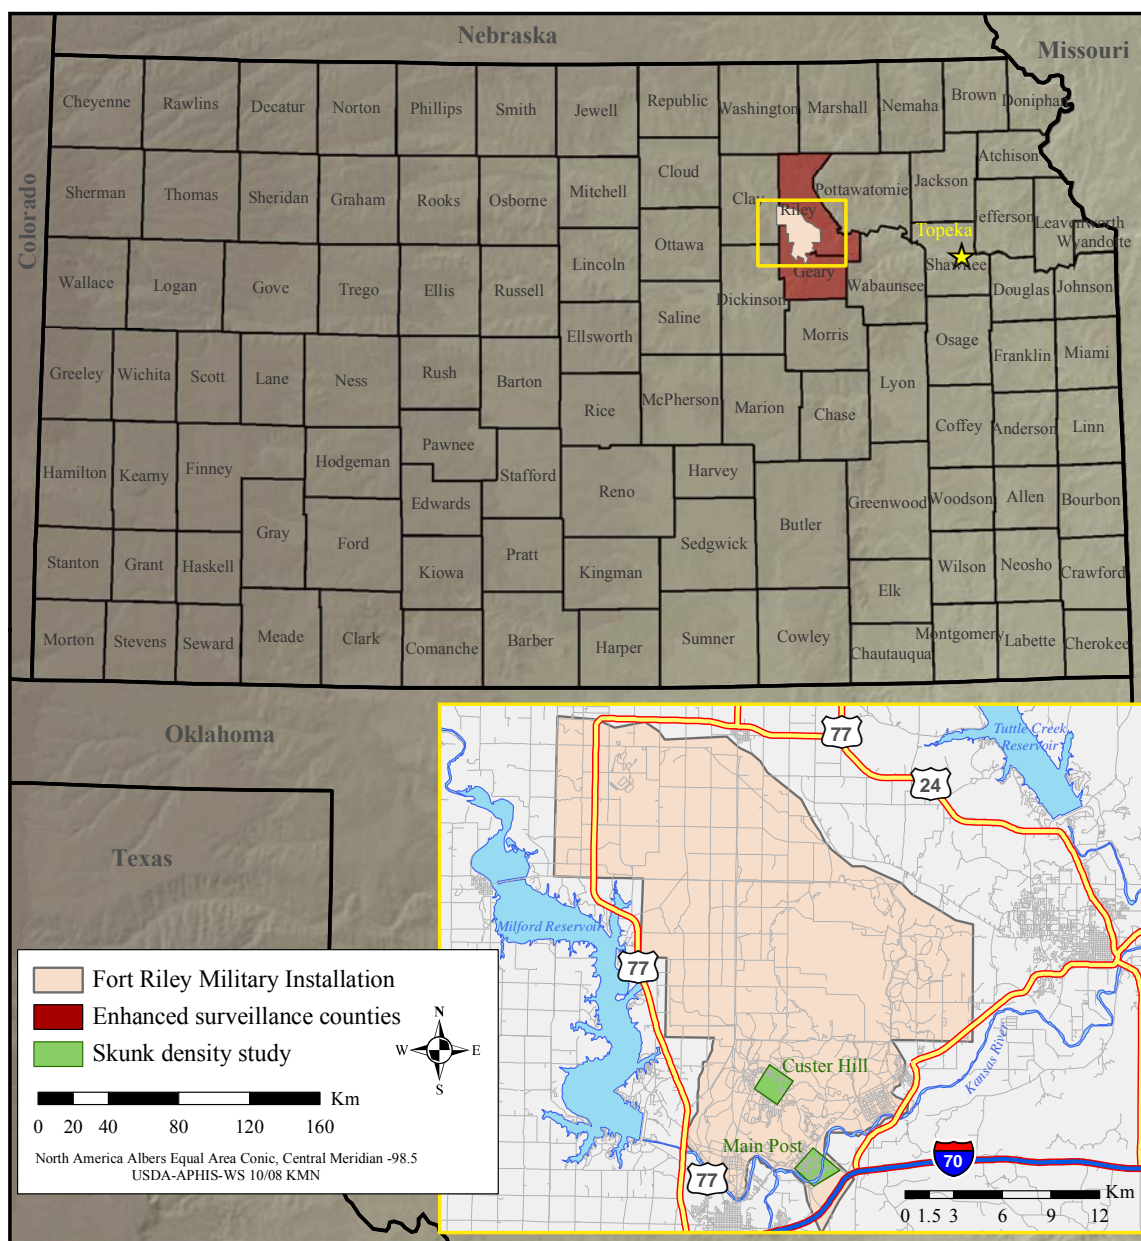 Nebraska
Missouri
Colorado
Cheyenne
Rawlins
Decatur
Norton
Phillips
Smith
Jewell
Republic
Washington
Marshall
Nemaha
Brown
Doniphan
Atchison
Sherman
Thomas
Sheridan
Graham
Rooks
Osborne
Mitchell
Cloud
Clay
Riley
Pottawatomie
Jackson
Jefferson
Leavenworth
Wyandotte
Topeka
Ottawa
Lincoln
Wallace
Logan
Gove
Trego
Ellis
Russell
Dickinson
Geary
Wabaunsee
Shawnee
Douglas
Johnson
Saline
Ellsworth
Morris
Osage
Franklin
Miami
Greeley
Wichita
Scott
Lane
Ness
Rush
Barton
Rice
McPherson
Marion
Chase
Lyon
Coffey
Anderson
Linn
Hamilton
Kearny
Finney
Hodgeman
Pawnee
Stafford
Edwards
Reno
Harvey
Butler
Greenwood
Woodson
Allen
Bourbon
Gray
Ford
Kiowa
Pratt
Kingman
Sedgwick
Elk
Wilson
Neosho
Crawford
Stanton
Grant
Haskell
Morton
Stevens
Seward
Meade
Clark
Comanche
Barber
Harper
Sumner
Cowley
Chautauqua
Montgomery
Labette
Cherokee
Oklahoma
Texas
Tuttle Creek
Reservoir
77
24
Milford Reservoir
77
Kansas River
Custer Hill
Main Post
77
70
Km
0 1.5 3 6 9 12
Fort Riley Military Installation
Enhanced surveillance counties
Skunk density study
N
W E
S
Km
0 20 40 80 120 160
North America Albers Equal Area Conic, Central Meridian -98.5
USDA-APHIS-WS 10/08 KMN